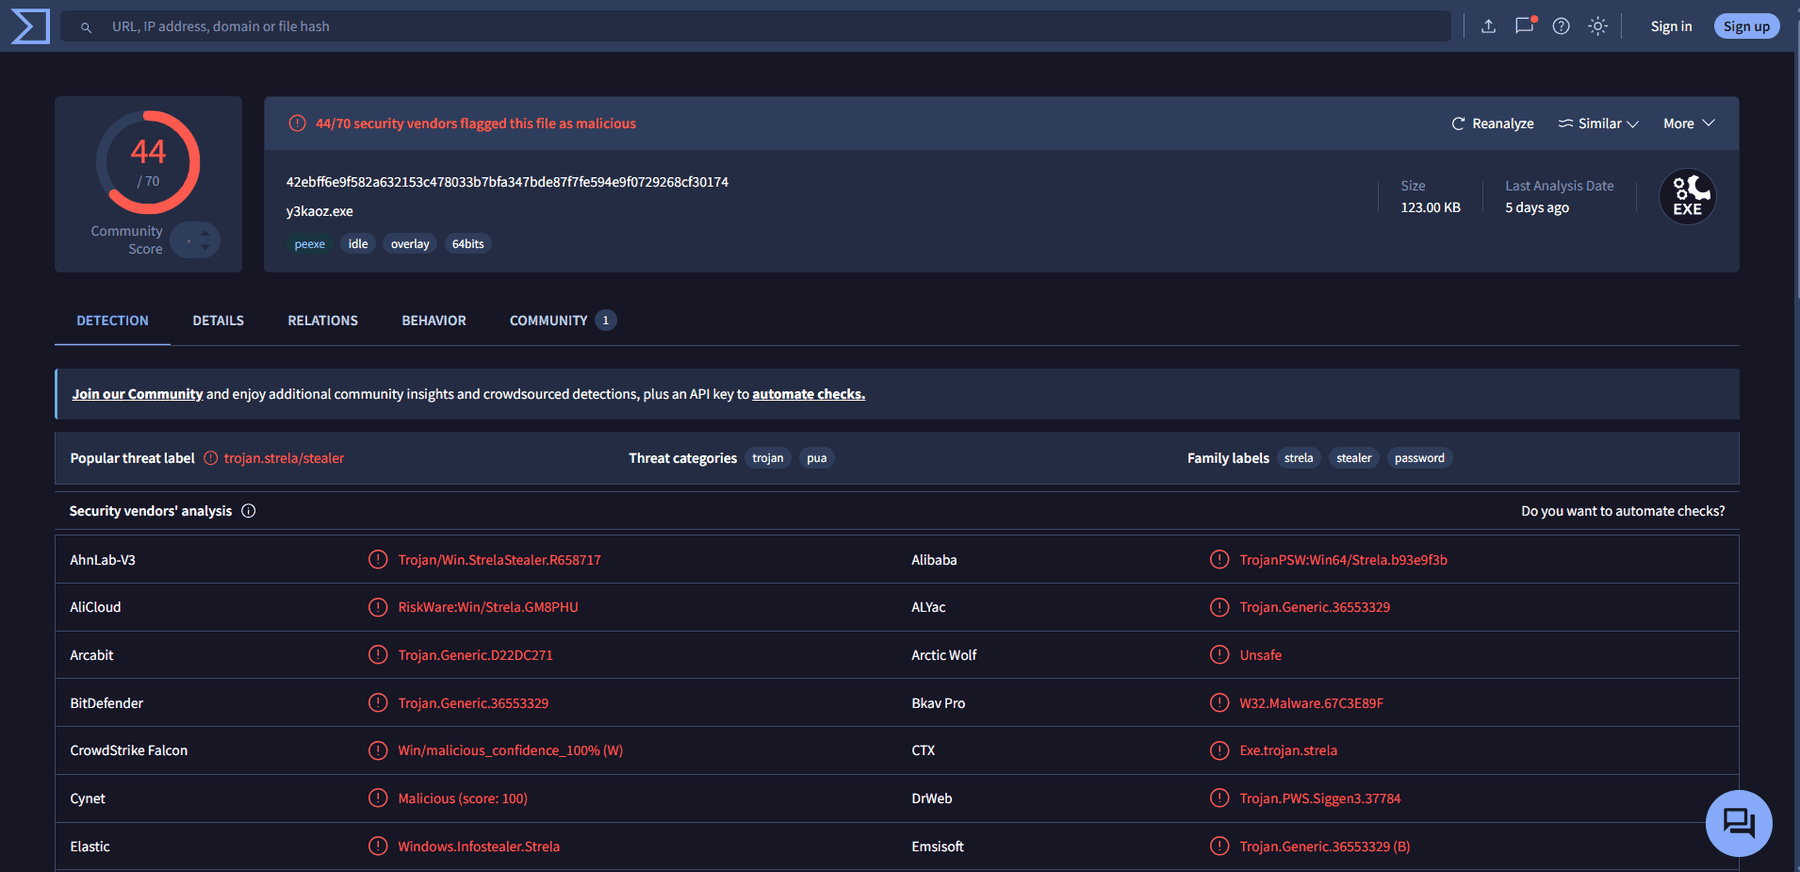 URL, IP address, domain or file hash
Sign in
Sign up
44
/ 70
Community
Score
44/70 security vendors flagged this file as malicious
Reanalyze
Similar
More
42ebff6e9f582a632153c478033b7bfa347bde87f7fe594e9f0729268cf30174
y3kaoz.exe
peexe
idle
overlay
64bits
Size
123.00 KB
Last Analysis Date
5 days ago
EXE
DETECTION
DETAILS
RELATIONS
BEHAVIOR
COMMUNITY 1
Join our Community and enjoy additional community insights and crowdsourced detections, plus an API key to automate checks.
Popular threat label trojan.strela/stealer
Threat categories trojan pua
Family labels strela stealer password
Security vendors' analysis
Do you want to automate checks?
AhnLab-V3 Trojan/Win.StrelaStealer.R658717
Alibaba TrojanPSW:Win64/Strela.b93e9f3b
AliCloud RiskWare:Win/Strela.GM8PHU
ALYac Trojan.Generic.36553329
Arcabit Trojan.Generic.D22DC271
Arctic Wolf Unsafe
BitDefender Trojan.Generic.36553329
Bkav Pro W32.Malware.67C3E89F
CrowdStrike Falcon Win/malicious_confidence_100% (W)
CTX Exe.trojan.strela
Cynet Malicious (score: 100)
DrWeb Trojan.PWS.Siggen3.37784
Elastic Windows.Infostealer.Strela
Emsisoft Trojan.Generic.36553329 (B)